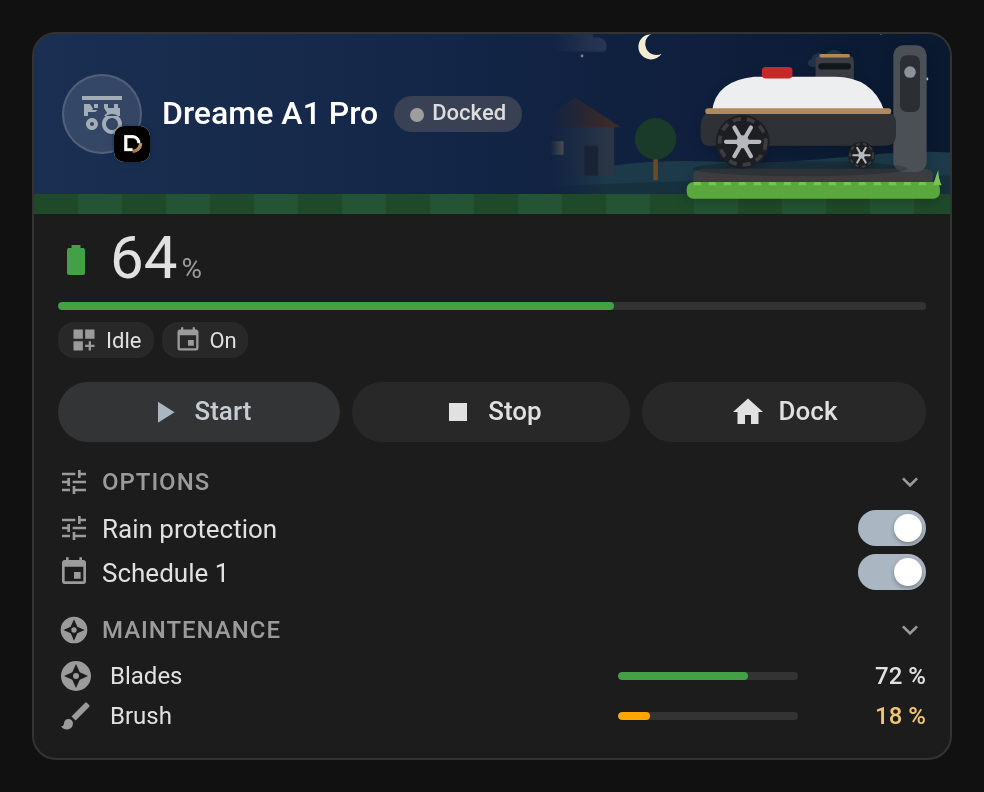 Dreame A1 Pro
Docked
D
64 %
Idle
On
Start
Stop
Dock
OPTIONS
Rain protection
Schedule 1
MAINTENANCE
Blades
72 %
Brush
18 %